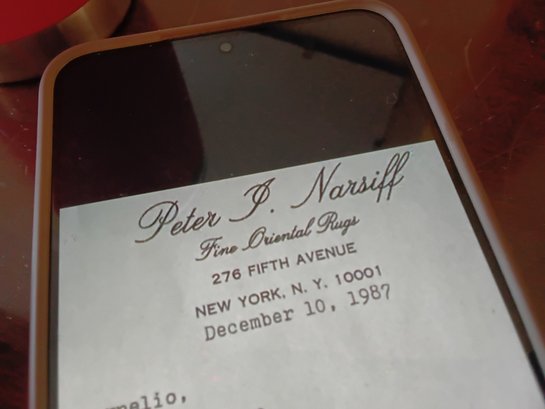 Peter I. Narsiff
Fine Oriental Rugs
276 FIFTH AVENUE
NEW YORK, N. Y. 10001
December 10, 1987